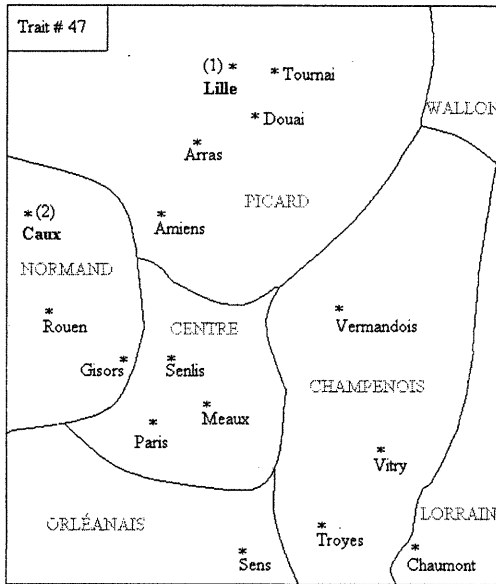 Trait # 47
(1) *
Lille
* Tournai
WALLON
* Douai
*
Arras
PICARD
* (2)
Caux
*
Amiens
NORMAND
*
Rouen
CENTRE
*
Vermandois
Gisors *
*
Senlis
CHAMPENOIS
*
Meaux
*
Paris
*
Vitry
ORLÉANAIS
LORRAIN
*
Sens
*
Troyes
*
Chaumont